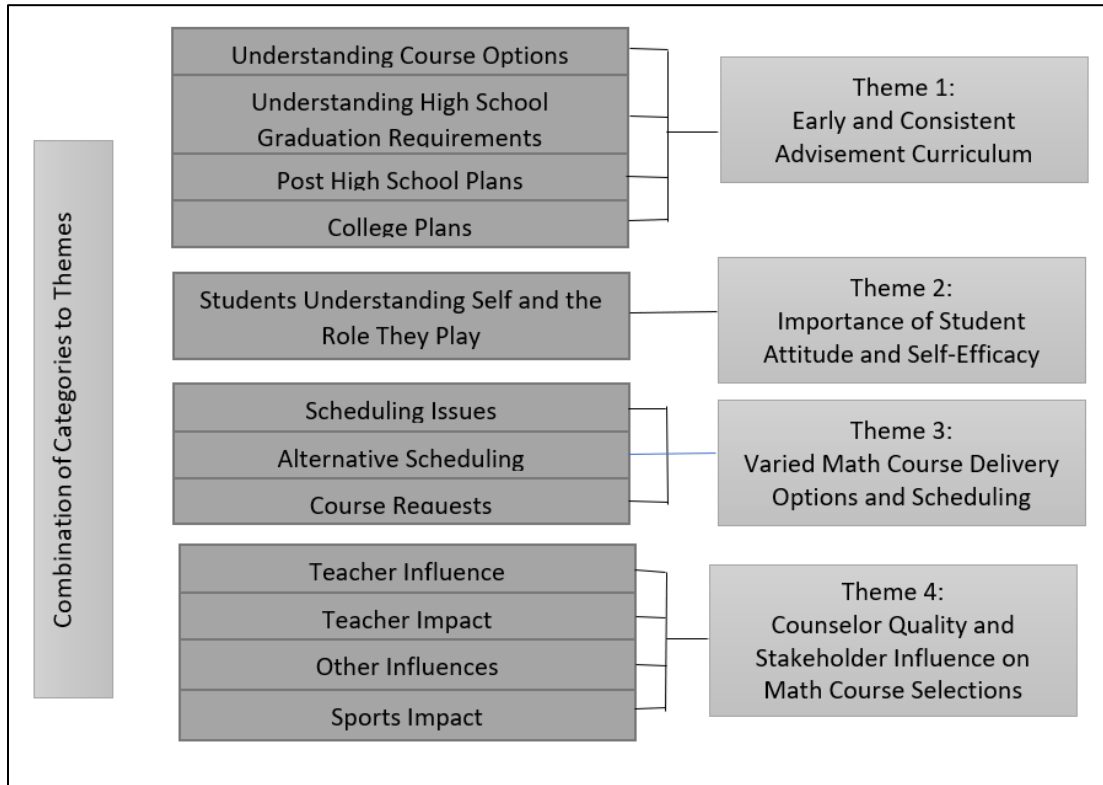 Combination of Categories to Themes
Understanding Course Options
Understanding High School
Graduation Requirements
Post High School Plans
College Plans
Theme 1:
Early and Consistent
Advisement Curriculum
Students Understanding Self and the
Role They Play
Theme 2:
Importance of Student
Attitude and Self-Efficacy
Scheduling Issues
Alternative Scheduling
Course Requests
Theme 3:
Varied Math Course Delivery
Options and Scheduling
Teacher Influence
Teacher Impact
Other Influences
Sports Impact
Theme 4:
Counselor Quality and
Stakeholder Influence on
Math Course Selections